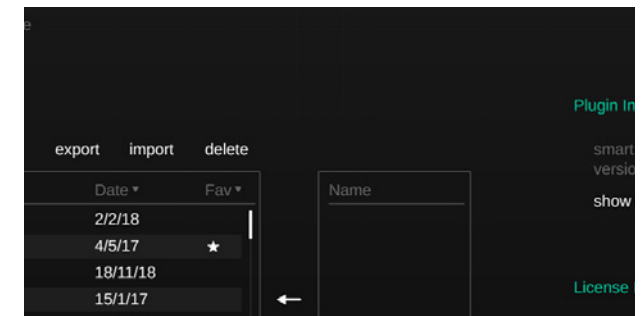 e
Plugin In
export import delete
smart
versio
Date Fav Name
show
2/2/18
4/5/17
18/11/18
License
15/1/17